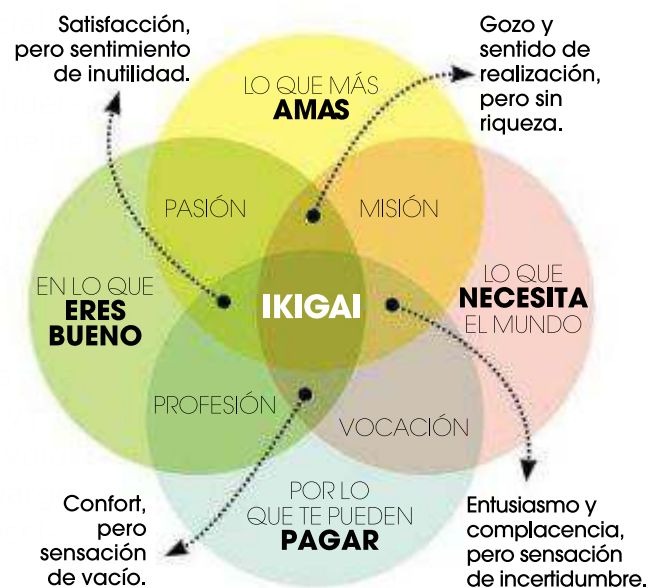 Satisfacción,
pero sentimiento
de inutilidad.
Gozo y
sentido de
realización,
pero sin
riqueza.
LO QUE MÁS
AMAS
PASIÓN
MISIÓN
EN LO QUE
ERES
BUENO
IKIGAI
LO QUE
NECESITA
EL MUNDO
PROFESIÓN
VOCACIÓN
POR LO
QUE TE PUEDEN
PAGAR
Confort,
pero
sensación
de vacío.
Entusiasmo y
complacencia,
pero sensación
de incertidumbre.